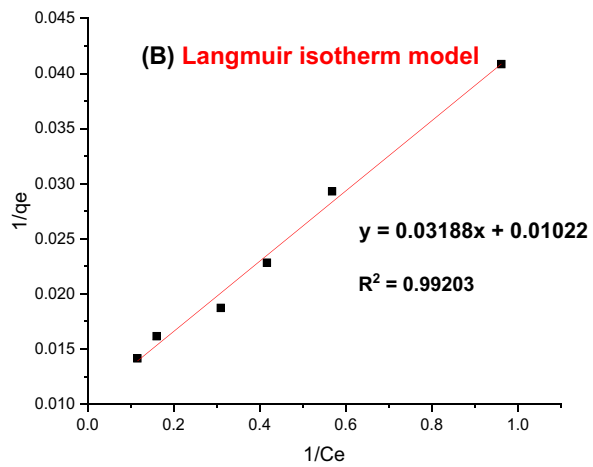 (B) Langmuir isotherm model
0.045
0.040
0.035
0.030
0.025
0.020
0.015
0.010
1/qe
y = 0.03188x + 0.01022
R² = 0.99203
0.0 0.2 0.4 0.6 0.8 1.0
1/Ce